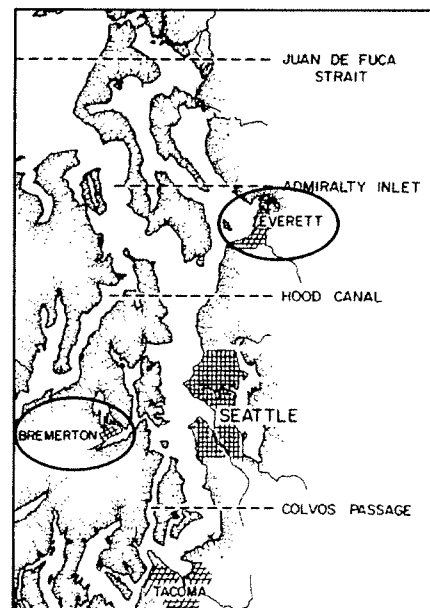 JUAN DE FUCA
STRAIT
ADMIRALTY INLET
EVERETT
HOOD CANAL
SEATTLE
BREMERTON
COLVOS PASSAGE
TACOMA